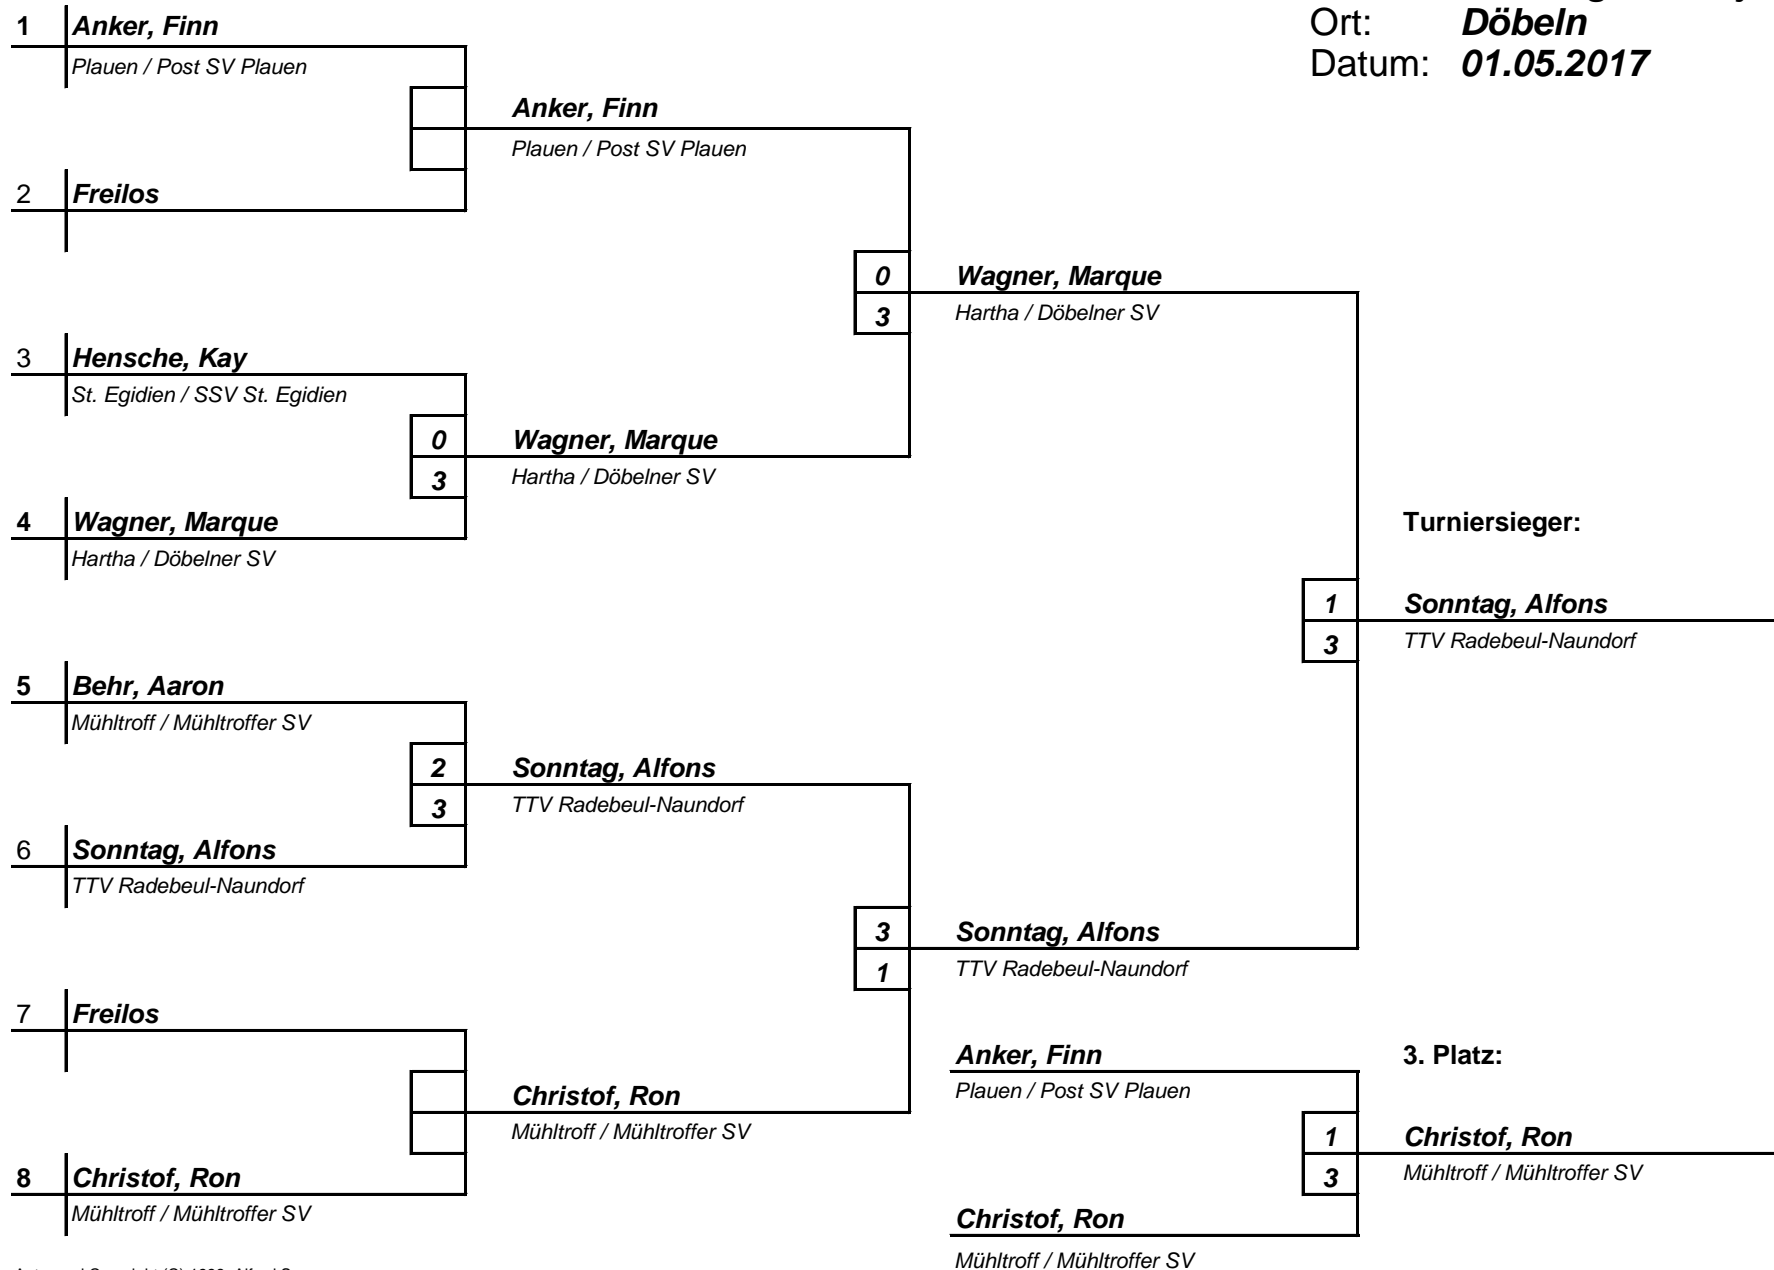 Ort: Döbeln
Datum: 01.05.2017
1 Anker, Finn
Plauen / Post SV Plauen
Anker, Finn
Plauen / Post SV Plauen
2 Freilos
0 Wagner, Marque
3 Hartha / Döbelner SV
3 Hensche, Kay
St. Egidien / SSV St. Egidien
0 Wagner, Marque
3 Hartha / Döbelner SV
4 Wagner, Marque
Hartha / Döbelner SV
Turniersieger:
1 Sonntag, Alfons
3 TTV Radebeul-Naundorf
5 Behr, Aaron
Mühltroff / Mühltroffer SV
2 Sonntag, Alfons
3 TTV Radebeul-Naundorf
6 Sonntag, Alfons
TTV Radebeul-Naundorf
3 Sonntag, Alfons
1 TTV Radebeul-Naundorf
7 Freilos
Anker, Finn
Plauen / Post SV Plauen
3. Platz:
Christof, Ron
Mühltroff / Mühltroffer SV
1 Christof, Ron
3 Mühltroff / Mühltroffer SV
8 Christof, Ron
Mühltroff / Mühltroffer SV
Christof, Ron
Mühltroff / Mühltroffer SV